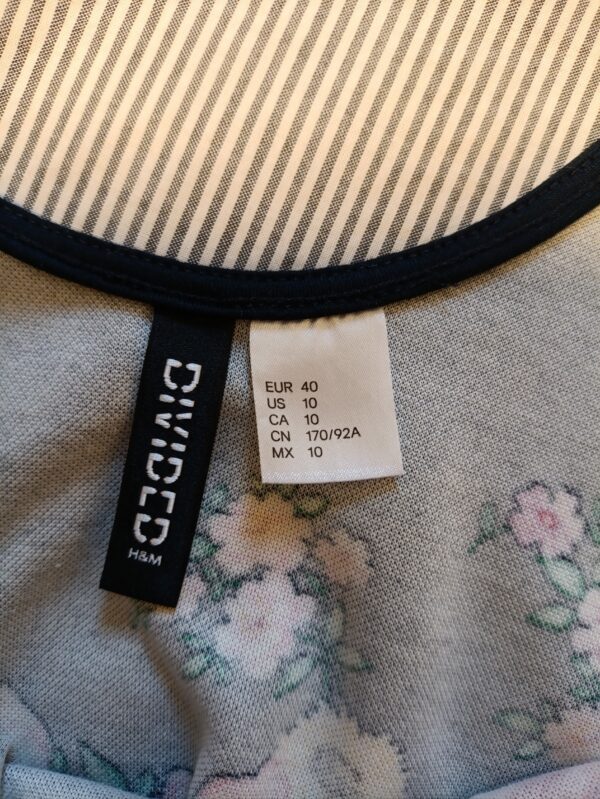 DIVIDED
H&M
EUR 40
US 10
CA 10
CN 170/92A
MX 10